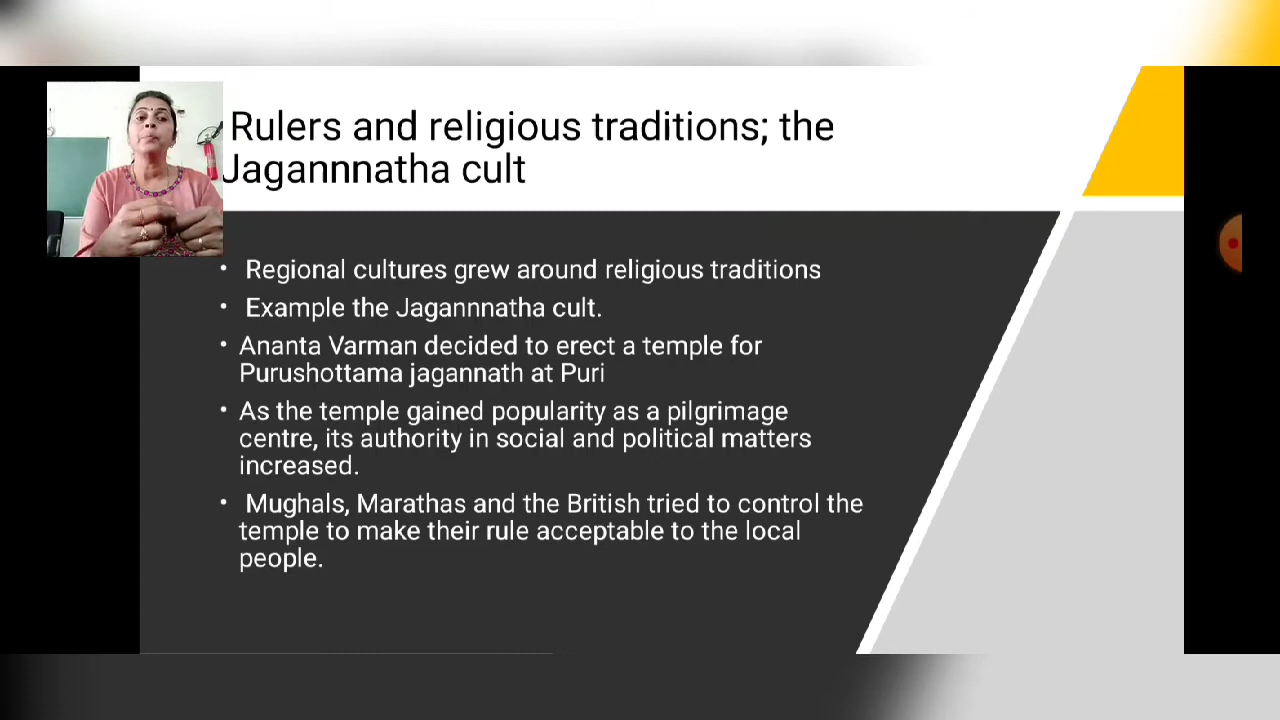 Rulers and religious traditions; the
Jagannnatha cult
• Regional cultures grew around religious traditions
• Example the Jagannnatha cult.
• Ananta Varman decided to erect a temple for
Purushottama jagannath at Puri
• As the temple gained popularity as a pilgrimage
centre, its authority in social and political matters
increased.
• Mughals, Marathas and the British tried to control the
temple to make their rule acceptable to the local
people.